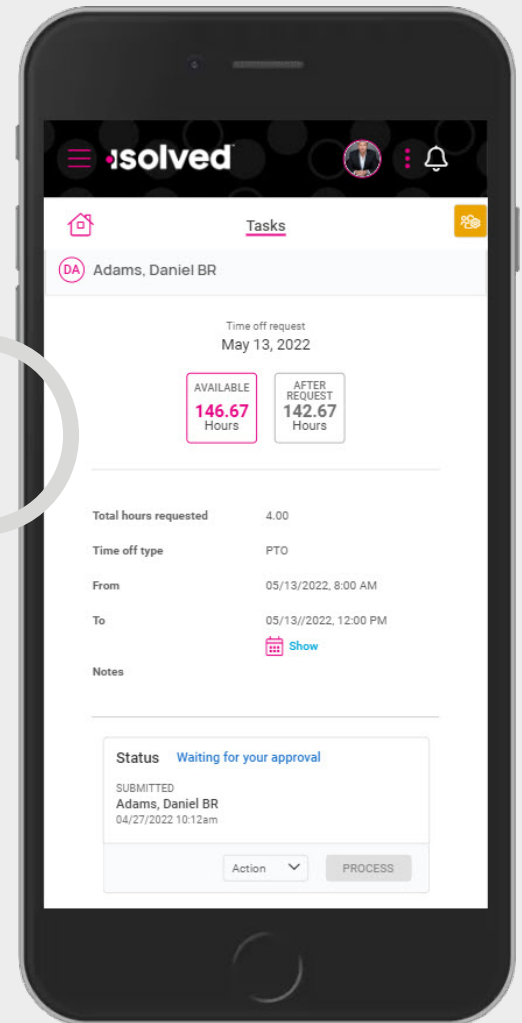 isolved
Tasks
DA Adams, Daniel BR
Time off request
May 13, 2022
AVAILABLE
146.67
Hours
AFTER
REQUEST
142.67
Hours
Total hours requested 4.00
Time off type PTO
From 05/13/2022, 8:00 AM
To 05/13//2022, 12:00 PM
Show
Notes
Status Waiting for your approval
SUBMITTED
Adams, Daniel BR
04/27/2022 10:12am
Action PROCESS